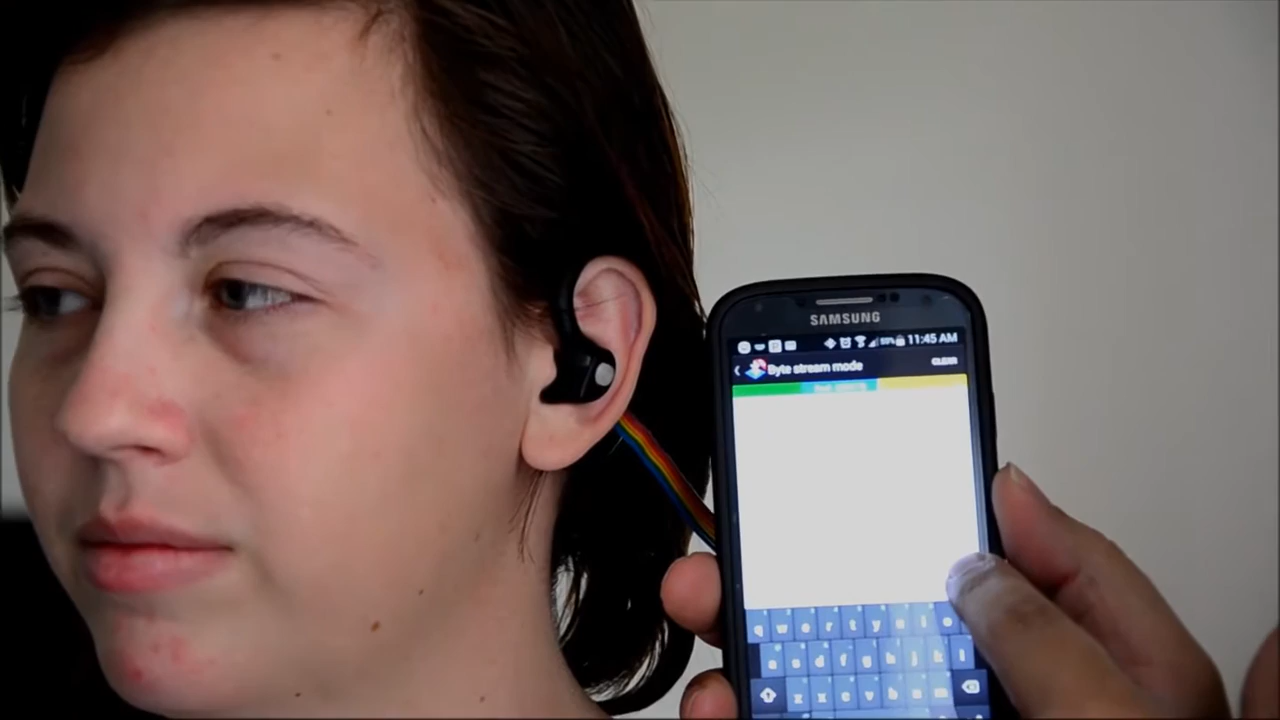 SAMSUNG
11:45 AM
Byte stream mode
CLEAR
q w e r t y u i o
a s d f g h j k l
z x c v b n m